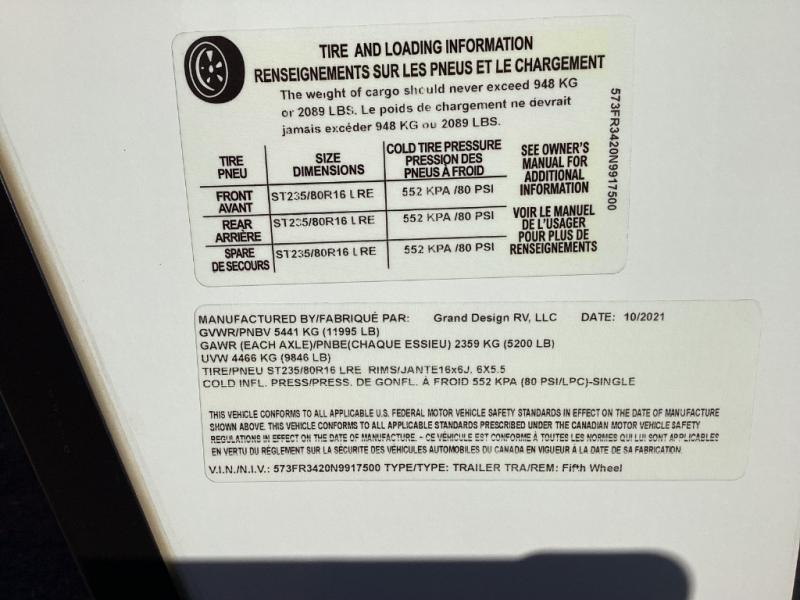 TIRE AND LOADING INFORMATION
RENSEIGNEMENTS SUR LES PNEUS ET LE CHARGEMENT
The weight of cargo should never exceed 948 KG
or 2089 LBS. Le poids de chargement ne devrait
jamais excéder 948 KG ou 2089 LBS.
TIRE PNEU
SIZE DIMENSIONS
COLD TIRE PRESSURE
PRESSION DES
PNEUS À FROID
SEE OWNER'S
MANUAL FOR
ADDITIONAL
INFORMATION
FRONT AVANT ST235/80R16 LRE 552 KPA /80 PSI
REAR ARRIÈRE ST235/80R16 LRE 552 KPA /80 PSI
SPARE DE SECOURS ST235/80R16 LRE 552 KPA /80 PSI
VOIR LE MANUEL
DE L'USAGER
POUR PLUS DE
RENSEIGNEMENTS
573FR3420N9917500
MANUFACTURED BY/FABRIQUÉ PAR: Grand Design RV, LLC DATE: 10/2021
GVWR/PNBV 5441 KG (11995 LB)
GAWR (EACH AXLE)/PNBE(CHAQUE ESSIEU) 2359 KG (5200 LB)
UVW 4466 KG (9846 LB)
TIRE/PNEU ST235/80R16 LRE RIMS/JANTE16x6J, 6X5.5
COLD INFL. PRESS/PRESS. DE GONFL. À FROID 552 KPA (80 PSI/LPC)-SINGLE
THIS VEHICLE CONFORMS TO ALL APPLICABLE U.S. FEDERAL MOTOR VEHICLE SAFETY STANDARDS IN EFFECT ON THE DATE OF MANUFACTURE
SHOWN ABOVE. THIS VEHICLE CONFORMS TO ALL APPLICABLE STANDARDS PRESCRIBED UNDER THE CANADIAN MOTOR VEHICLE SAFETY
REGULATIONS IN EFFECT ON THE DATE OF MANUFACTURE. - CE VÉHICULE EST CONFORME À TOUTES LES NORMES QUI LUI SONT APPLICABLES
EN VERTU DU RÉGLEMENT SUR LA SÉCURITÉ DES VÉHICULES AUTOMOBILES DU CANADA EN VIGUEUR À LA DATE DE SA FABRICATION.
V.I.N./N.I.V.: 573FR3420N9917500 TYPE/TYPE: TRAILER TRA/REM: Fifth Wheel